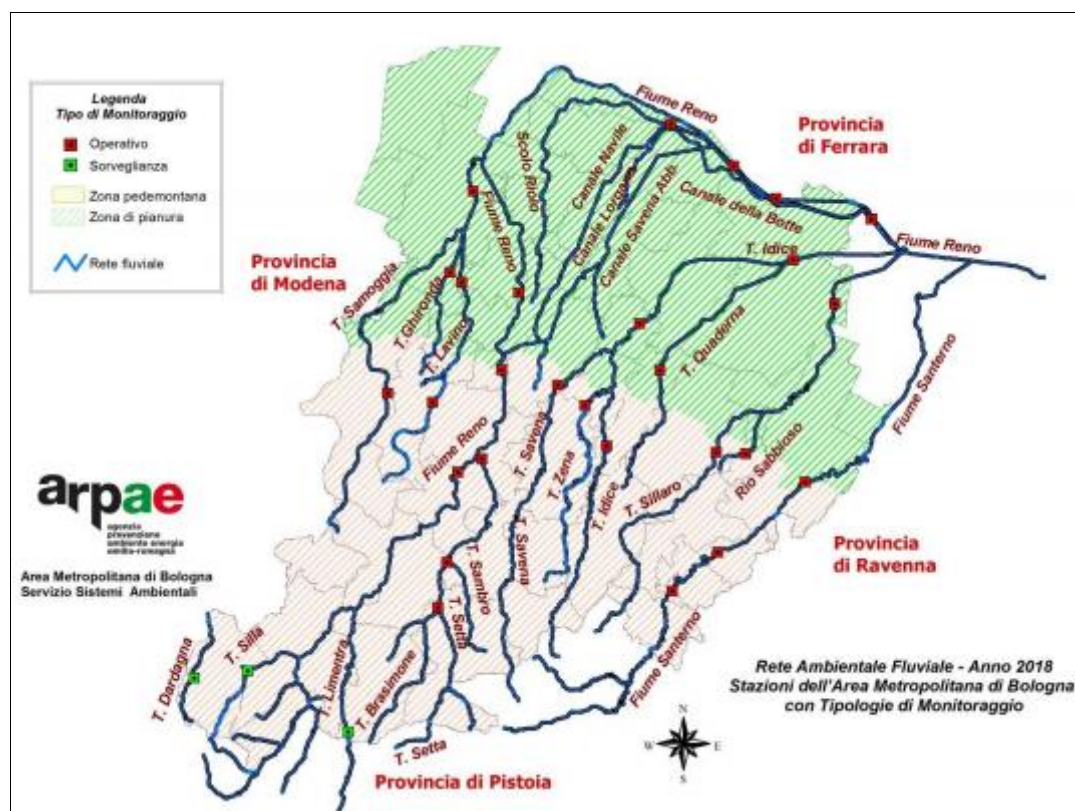 Legenda
Tipo di Monitoraggio
Operativo
Sorveglianza
Zona pedemontana
Zona di pianura
Rete fluviale
Fiume Reno
Provincia
di Ferrara
Scolo Riolo
Canale Navile
Canale Lorgana
Canale Savena Abb.
Canale della Botte
Fiume Reno
Fiume Reno
T. Idice
Provincia
di Modena
T. Samoggia
T. Ghironda
T. Lavino
T. Quaderna
Fiume Santerno
Fiume Reno
T. Savena
T. Zena
T. Idice
T. Sillaro
Rio Sabbioso
arpae
agenzia
prevenzione
ambiente energia
emilia-romagna
Area Metropolitana di Bologna
Servizio Sistemi Ambientali
Provincia
di Ravenna
T. Savena
T. Sambro
T. Setta
T. Dardagna
T. Silla
T. Limentra
T. Brasimone
T. Setta
Fiume Santerno
Rete Ambientale Fluviale - Anno 2018
Stazioni dell'Area Metropolitana di Bologna
con Tipologie di Monitoraggio
N
W E
S
Provincia di Pistoia